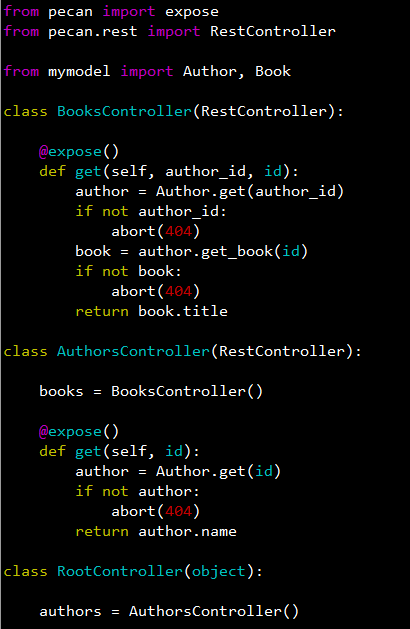 from pecan import expose
from pecan.rest import RestController

from mymodel import Author, Book

class BooksController(RestController):

    @expose()
    def get(self, author_id, id):
        author = Author.get(author_id)
        if not author_id:
            abort(404)
        book = author.get_book(id)
        if not book:
            abort(404)
        return book.title

class AuthorsController(RestController):

    books = BooksController()

    @expose()
    def get(self, id):
        author = Author.get(id)
        if not author:
            abort(404)
        return author.name

class RootController(object):

    authors = AuthorsController()